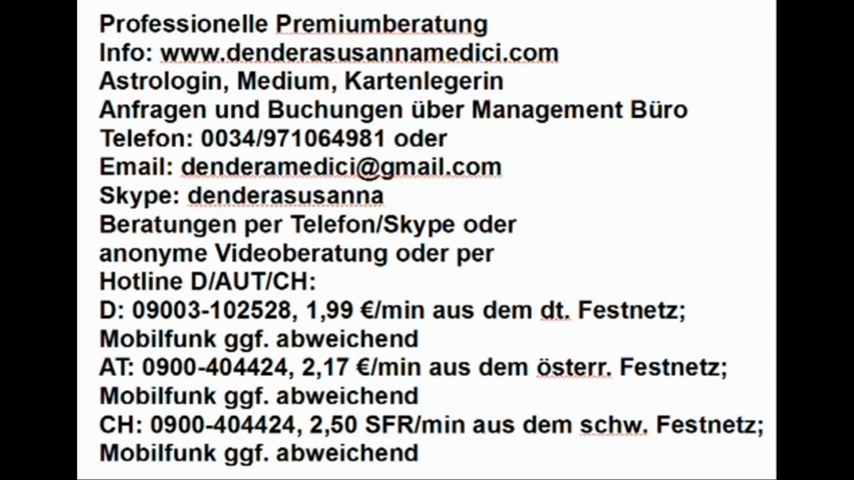 Professionelle Premiumberatung
Info: www.denderasusannamedici.com
Astrologin, Medium, Kartenlegerin
Anfragen und Buchungen über Management Büro
Telefon: 0034/971064981 oder
Email: denderamedici@gmail.com
Skype: denderasusanna
Beratungen per Telefon/Skype oder
anonyme Videoberatung oder per
Hotline D/AUT/CH:
D: 09003-102528, 1,99 €/min aus dem dt. Festnetz;
Mobilfunk ggf. abweichend
AT: 0900-404424, 2,17 €/min aus dem österr. Festnetz;
Mobilfunk ggf. abweichend
CH: 0900-404424, 2,50 SFR/min aus dem schw. Festnetz;
Mobilfunk ggf. abweichend